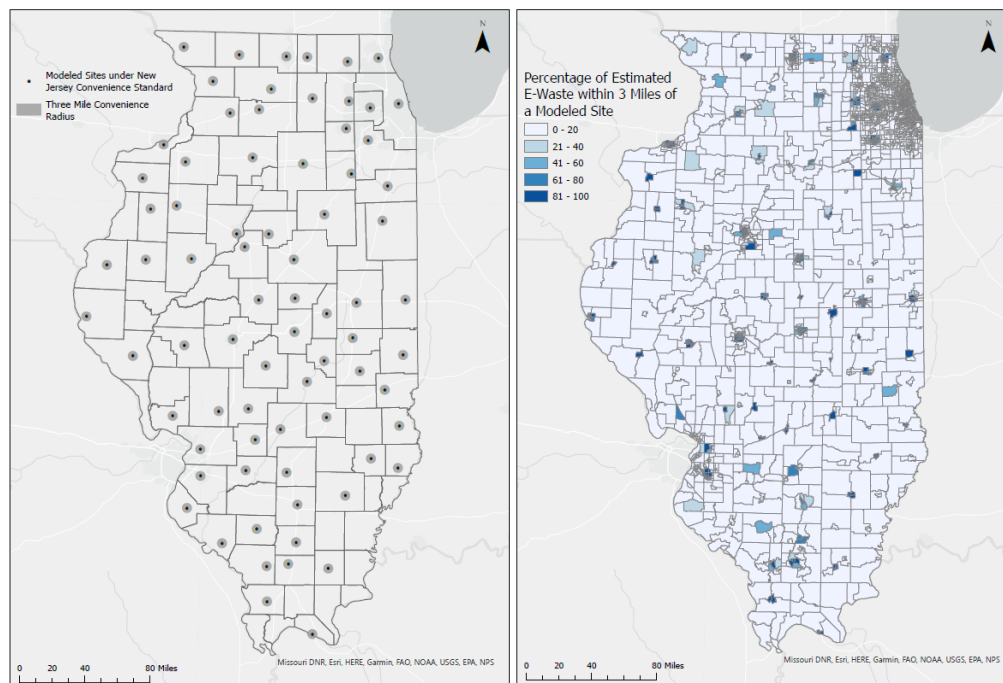 N
Modeled Sites under New
Jersey Convenience Standard
Three Mile Convenience
Radius
0 20 40 80 Miles
Missouri DNR, Esri, HERE, Garmin, FAO, NOAA, USGS, EPA, NPS
N
Percentage of Estimated
E-Waste within 3 Miles of
a Modeled Site
0 - 20
21 - 40
41 - 60
61 - 80
81 - 100
0 20 40 80 Miles
Missouri DNR, Esri, HERE, Garmin, FAO, NOAA, USGS, EPA, NPS